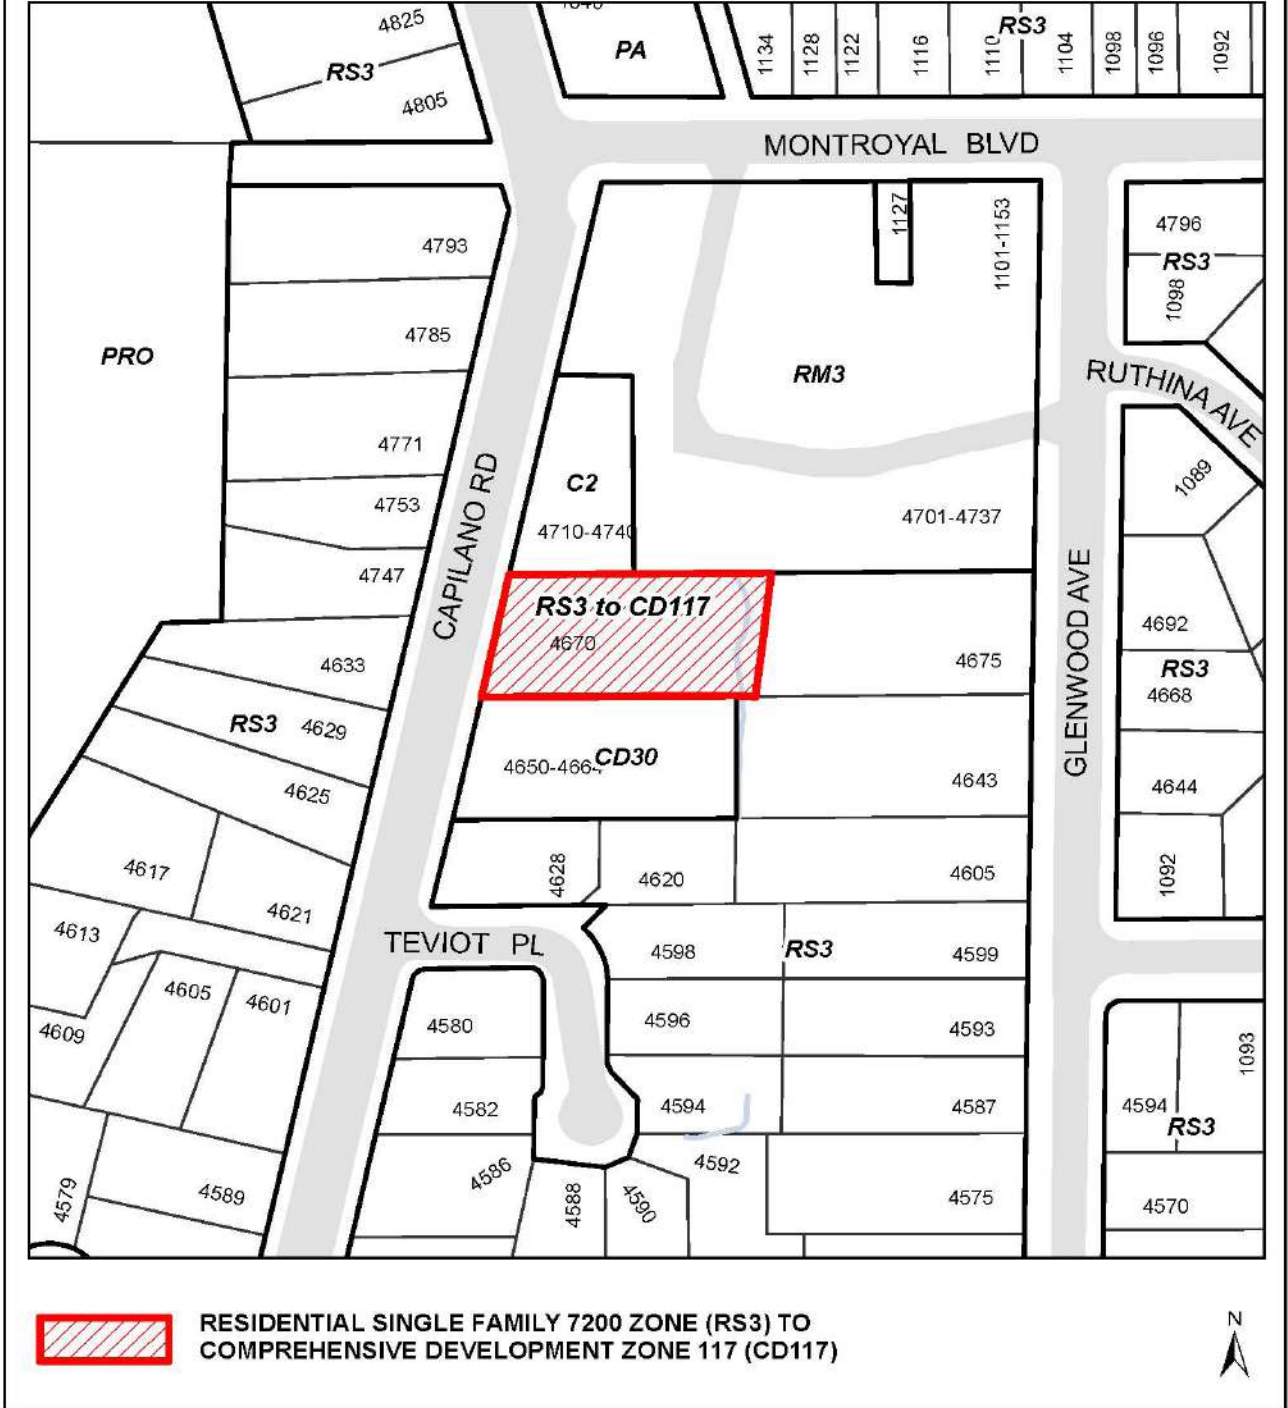 4825
RS3
4805
PA
1134
1128
1122
1116
1110
RS3
1104
1098
1096
1092
MONTROYAL BLVD
4793
1127
1101-1153
4796
RS3
1098
4785
PRO
RM3
RUTHINA AVE
4771
CAPILANO RD
C2
4753
4710-4740
4701-4737
1089
4747
RS3 to CD117
4670
GLENWOOD AVE
4692
4633
4675
RS3
4668
RS3
4629
CD30
4650-4664
4643
4644
4625
4617
4628
4620
4605
1092
4621
4613
TEVIOT PL
4598
RS3
4599
4605
4601
4609
4580
4596
4593
1093
4582
4594
4587
4594
RS3
4592
4586
4579
4589
4588
4590
4575
4570
RESIDENTIAL SINGLE FAMILY 7200 ZONE (RS3) TO
COMPREHENSIVE DEVELOPMENT ZONE 117 (CD117)
N